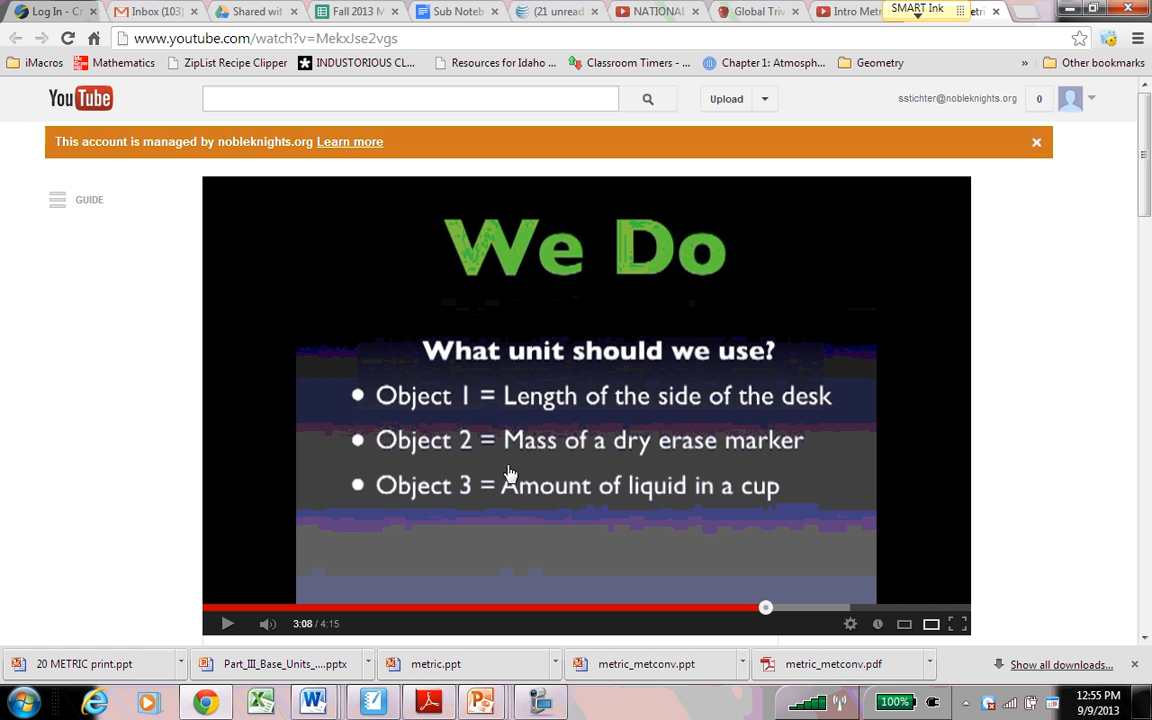 Log In - Cr
Inbox (103)
Shared wit
Fall 2013 M
Sub Noteb
(21 unread
NATIONAL
Global Triv
Intro Metr
SMART Ink
etri
www.youtube.com/watch?v=MekxJse2vgs
iMacros
Mathematics
ZipList Recipe Clipper
INDUSTORIOUS CL...
Resources for Idaho ...
Classroom Timers - ...
Chapter 1: Atmosph...
Geometry
»
Other bookmarks
YouTube
Upload
sstichter@nobleknights.org
0
This account is managed by nobleknights.org Learn more
GUIDE
We Do
What unit should we use?
• Object 1 = Length of the side of the desk
• Object 2 = Mass of a dry erase marker
• Object 3 = Amount of liquid in a cup
3:08 / 4:15
20 METRIC print.ppt
Part_III_Base_Units_....pptx
metric.ppt
metric_metconv.ppt
metric_metconv.pdf
Show all downloads...
100%
12:55 PM
9/9/2013